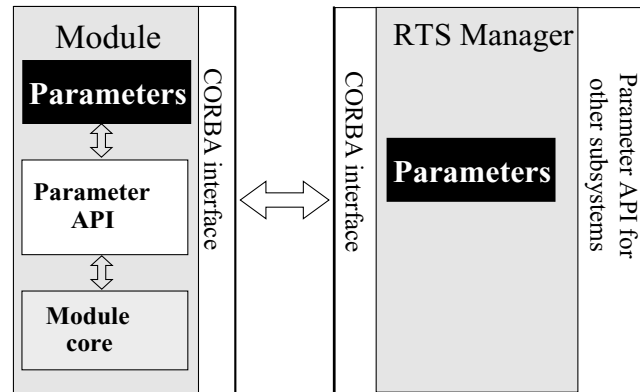 Module
Parameters
Parameter
API
Module
core
CORBA interface
CORBA interface
RTS Manager
Parameters
Parameter API for
other subsystems